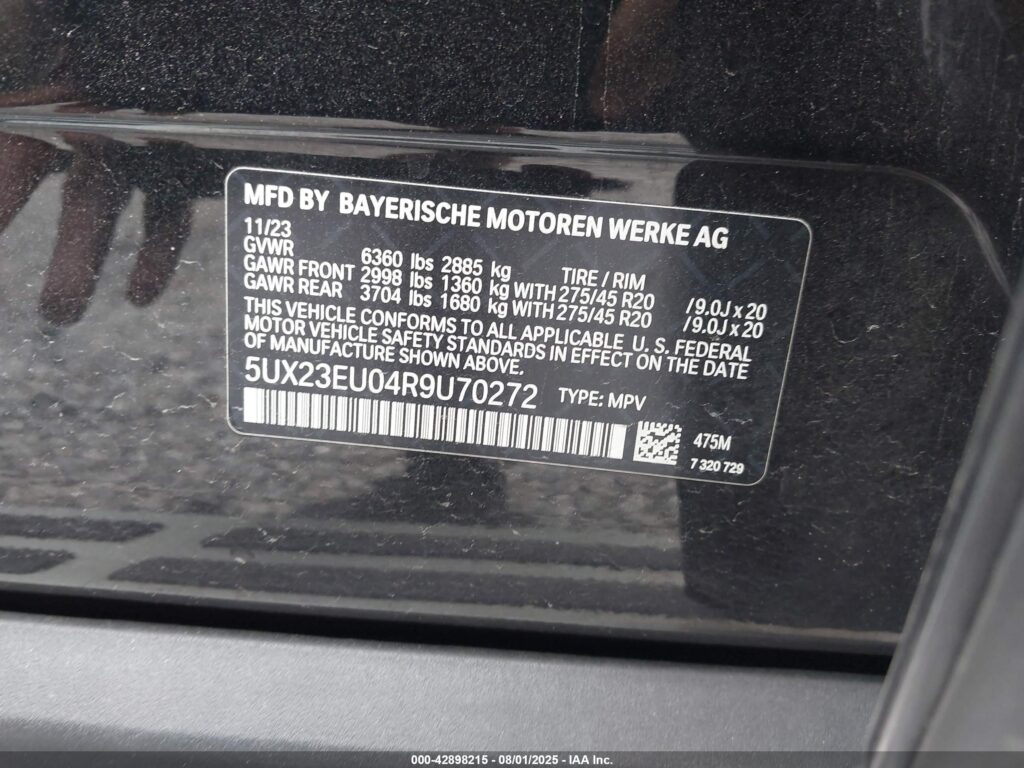 MFD BY BAYERISCHE MOTOREN WERKE AG
11/23
GVWR 6360 lbs 2885 kg TIRE / RIM
GAWR FRONT 2998 lbs 1360 kg WITH 275/45 R20 /9.0J x 20
GAWR REAR 3704 lbs 1680 kg WITH 275/45 R20 /9.0J x 20
THIS VEHICLE CONFORMS TO ALL APPLICABLE U. S. FEDERAL
MOTOR VEHICLE SAFETY STANDARDS IN EFFECT ON THE DATE
OF MANUFACTURE SHOWN ABOVE.
5UX23EU04R9U70272 TYPE: MPV
475M
7 320 729
000-42898215 - 08/01/2025 - IAA Inc.